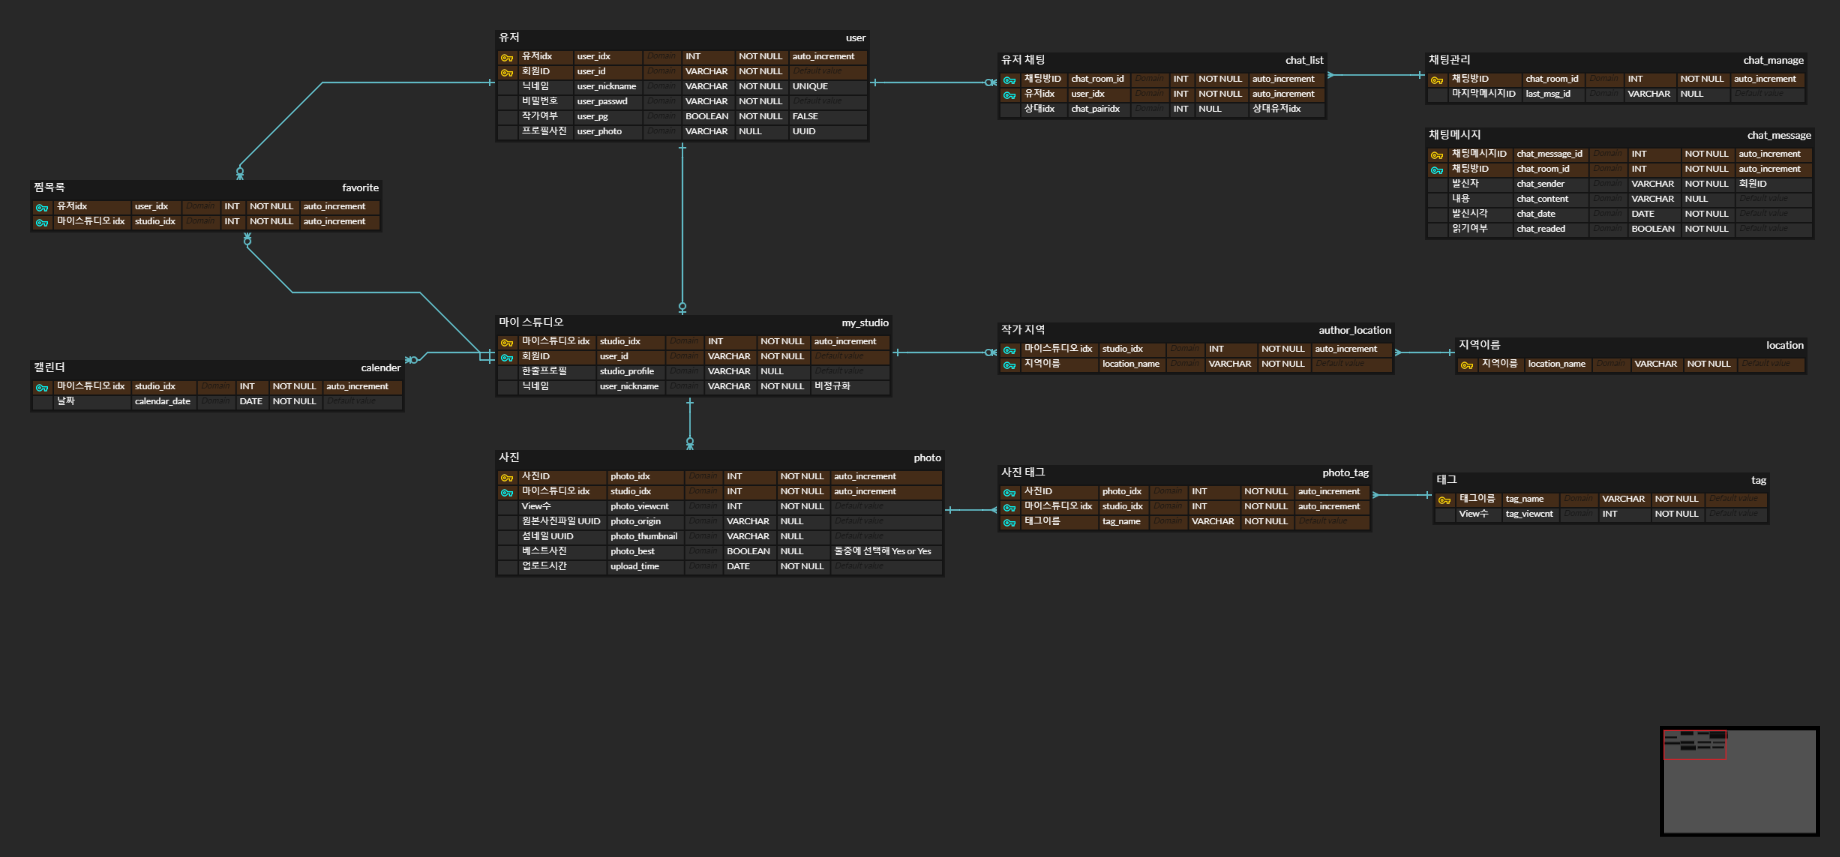 유저 user
유저idx user_idx Domain INT NOT NULL auto_increment
회원ID user_id Domain VARCHAR NOT NULL Default value
닉네임 user_nickname Domain VARCHAR NOT NULL UNIQUE
비밀번호 user_passwd Domain VARCHAR NOT NULL Default value
작가여부 user_pg Domain BOOLEAN NOT NULL FALSE
프로필사진 user_photo Domain VARCHAR NULL UUID
유저 채팅 chat_list
채팅방ID chat_room_id Domain INT NOT NULL auto_increment
유저idx user_idx Domain INT NOT NULL auto_increment
상대idx chat_pairidx Domain INT NULL 상대유저idx
채팅관리 chat_manage
채팅방ID chat_room_id Domain INT NOT NULL auto_increment
마지막메시지ID last_msg_id Domain VARCHAR NULL Default value
채팅메시지 chat_message
채팅메시지ID chat_message_id Domain INT NOT NULL auto_increment
채팅방ID chat_room_id Domain INT NOT NULL auto_increment
발신자 chat_sender Domain VARCHAR NOT NULL 회원ID
내용 chat_content Domain VARCHAR NULL Default value
발신시각 chat_date Domain DATE NOT NULL Default value
읽기여부 chat_readed Domain BOOLEAN NOT NULL Default value
찜목록 favorite
유저idx user_idx Domain INT NOT NULL auto_increment
마이스튜디오 idx studio_idx Domain INT NOT NULL auto_increment
마이 스튜디오 my_studio
마이스튜디오 idx studio_idx Domain INT NOT NULL auto_increment
회원ID user_id Domain VARCHAR NOT NULL Default value
한줄프로필 studio_profile Domain VARCHAR NULL Default value
닉네임 user_nickname Domain VARCHAR NOT NULL 비정규화
작가 지역 author_location
마이스튜디오 idx studio_idx Domain INT NOT NULL auto_increment
지역이름 location_name Domain VARCHAR NOT NULL Default value
지역이름 location
지역이름 location_name Domain VARCHAR NOT NULL Default value
캘린더 calender
마이스튜디오 idx studio_idx Domain INT NOT NULL auto_increment
날짜 calendar_date Domain DATE NOT NULL Default value
사진 photo
사진ID photo_idx Domain INT NOT NULL auto_increment
마이스튜디오 idx studio_idx Domain INT NOT NULL auto_increment
View수 photo_viewcnt Domain INT NOT NULL Default value
원본사진파일 UUID photo_origin Domain VARCHAR NULL Default value
섬네일 UUID photo_thumbnail Domain VARCHAR NULL Default value
베스트사진 photo_best Domain BOOLEAN NULL 둘중에 선택해 Yes or Yes
업로드시간 upload_time Domain DATE NOT NULL Default value
사진 태그 photo_tag
사진ID photo_idx Domain INT NOT NULL auto_increment
마이스튜디오 idx studio_idx Domain INT NOT NULL auto_increment
태그이름 tag_name Domain VARCHAR NOT NULL Default value
태그 tag
태그이름 tag_name Domain VARCHAR NOT NULL Default value
View수 tag_viewcnt Domain INT NOT NULL Default value